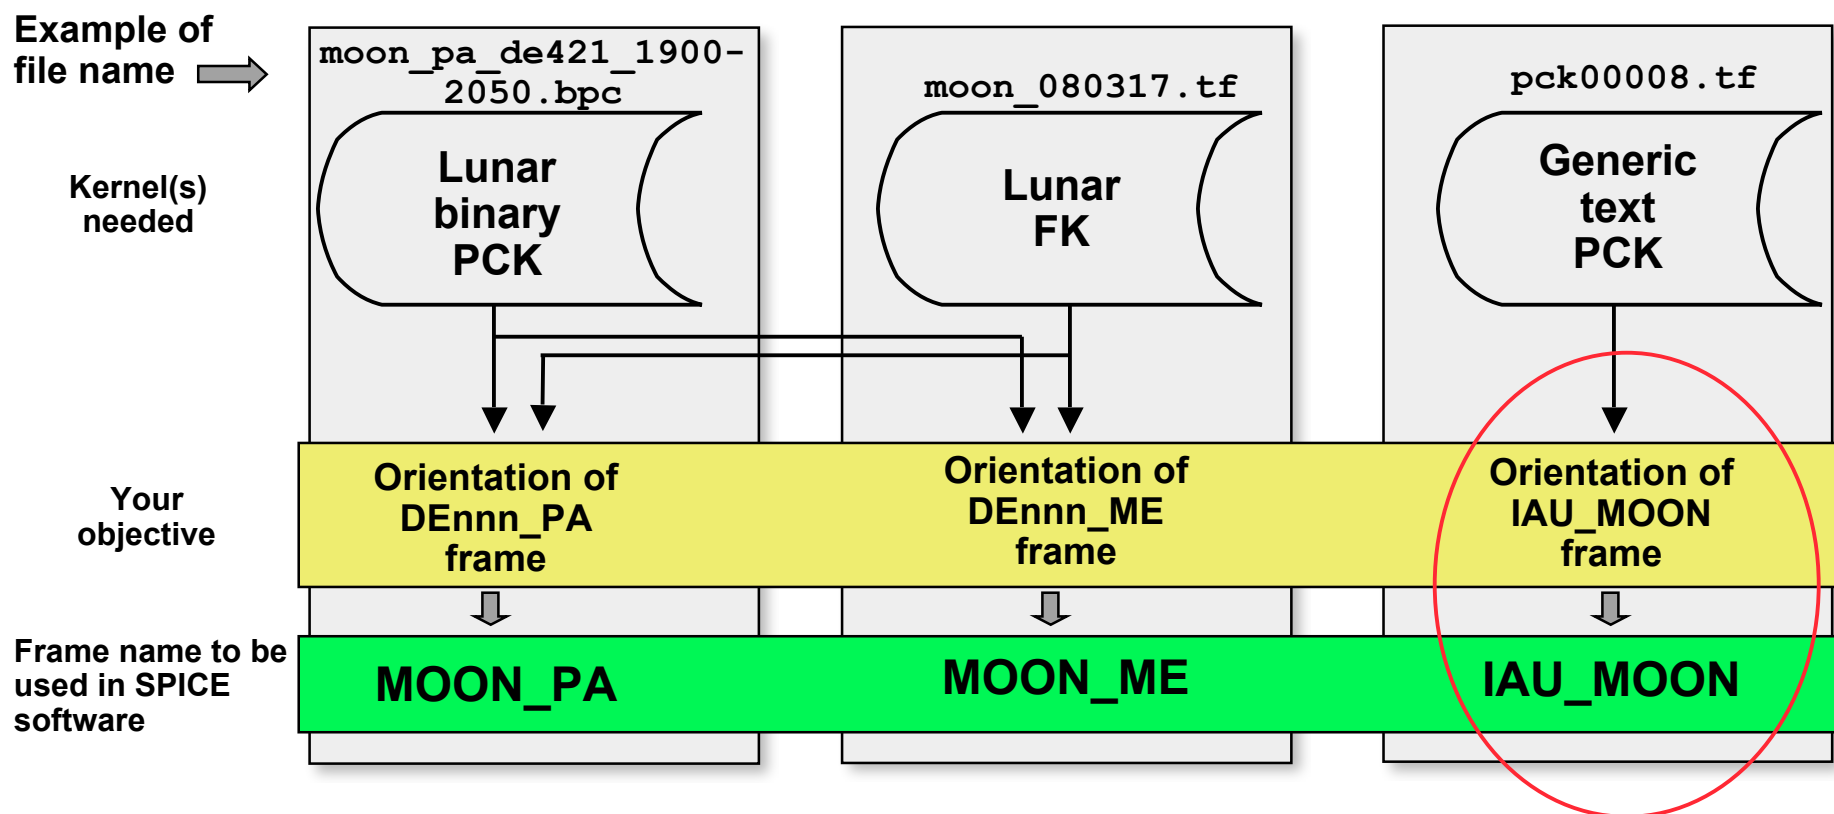 Example of
file name
moon_pa_de421_1900-
2050.bpc
moon_080317.tf
pck00008.tf
Kernel(s)
needed
Lunar
binary
PCK
Lunar
FK
Generic
text
PCK
Your
objective
Orientation of
DEnnn_PA
frame
Orientation of
DEnnn_ME
frame
Orientation of
IAU_MOON
frame
Frame name to be
used in SPICE
software
MOON_PA
MOON_ME
IAU_MOON